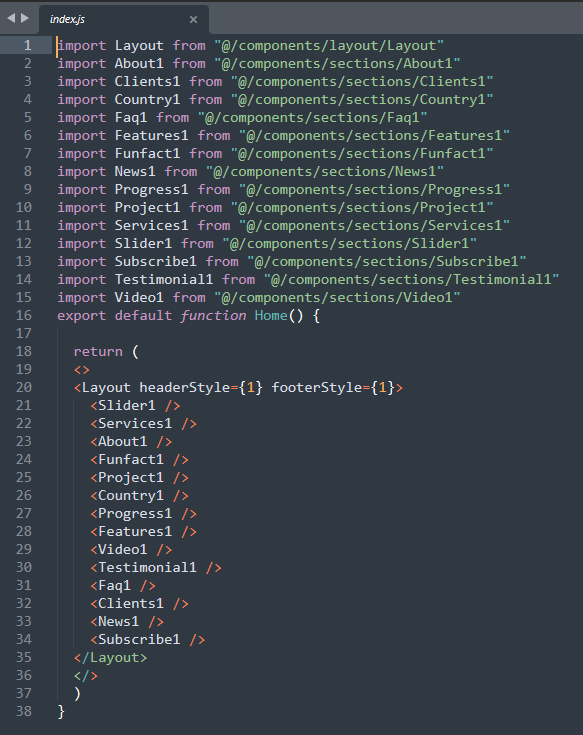 index.js
1 import Layout from "@/components/layout/Layout"
2 import About1 from "@/components/sections/About1"
3 import Clients1 from "@/components/sections/Clients1"
4 import Country1 from "@/components/sections/Country1"
5 import Faq1 from "@/components/sections/Faq1"
6 import Features1 from "@/components/sections/Features1"
7 import Funfact1 from "@/components/sections/Funfact1"
8 import News1 from "@/components/sections/News1"
9 import Progress1 from "@/components/sections/Progress1"
10 import Project1 from "@/components/sections/Project1"
11 import Services1 from "@/components/sections/Services1"
12 import Slider1 from "@/components/sections/Slider1"
13 import Subscribe1 from "@/components/sections/Subscribe1"
14 import Testimonial1 from "@/components/sections/Testimonial1"
15 import Video1 from "@/components/sections/Video1"
16 export default function Home() {
17
18   return (
19   <>
20   <Layout headerStyle={1} footerStyle={1}>
21     <Slider1 />
22     <Services1 />
23     <About1 />
24     <Funfact1 />
25     <Project1 />
26     <Country1 />
27     <Progress1 />
28     <Features1 />
29     <Video1 />
30     <Testimonial1 />
31     <Faq1 />
32     <Clients1 />
33     <News1 />
34     <Subscribe1 />
35   </Layout>
36   </>
37   )
38 }